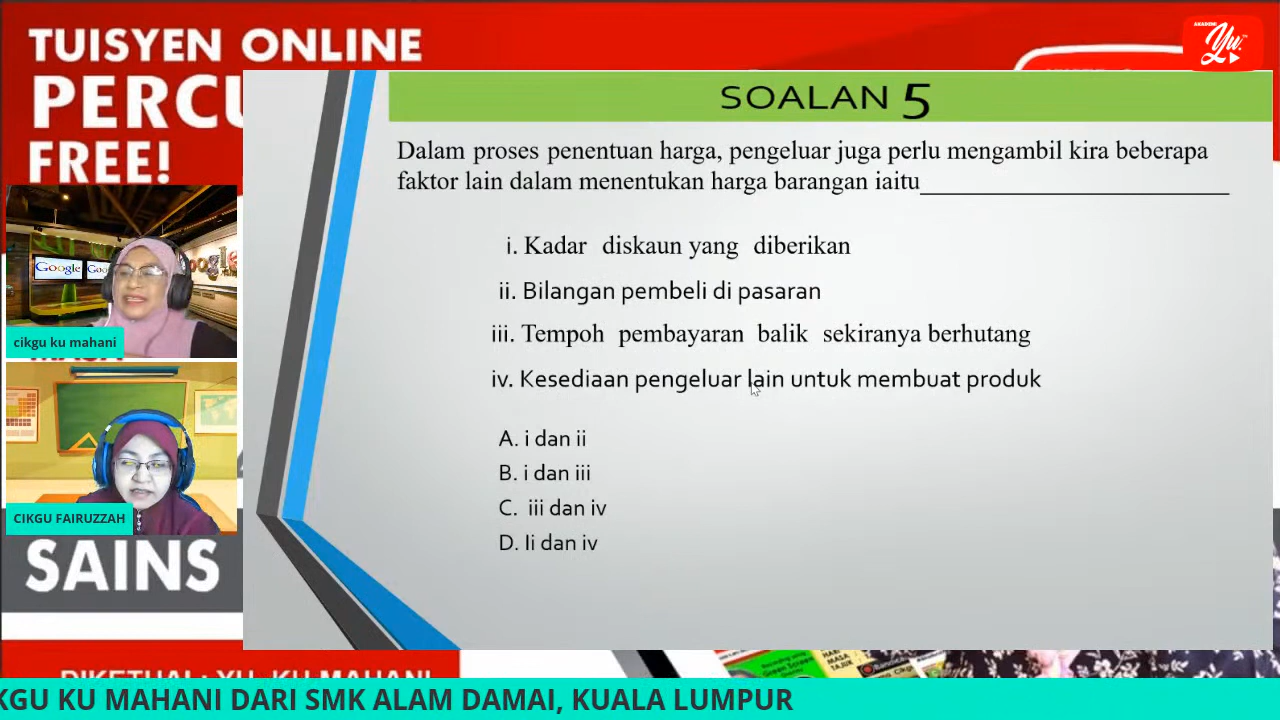 TUISYEN ONLINE
FREE!
AKADEMI
Yu
SOALAN 5
Dalam proses penentuan harga, pengeluar juga perlu mengambil kira beberapa
faktor lain dalam menentukan harga barangan iaitu
i. Kadar diskaun yang diberikan
ii. Bilangan pembeli di pasaran
iii. Tempoh pembayaran balik sekiranya berhutang
iv. Kesediaan pengeluar lain untuk membuat produk
A. i dan ii
B. i dan iii
C. iii dan iv
D. Ii dan iv
Google
cikgu ku mahani
CIKGU FAIRUZZAH
SAINS
KU MAHANI DARI SMK ALAM DAMAI, KUALA LUMPUR